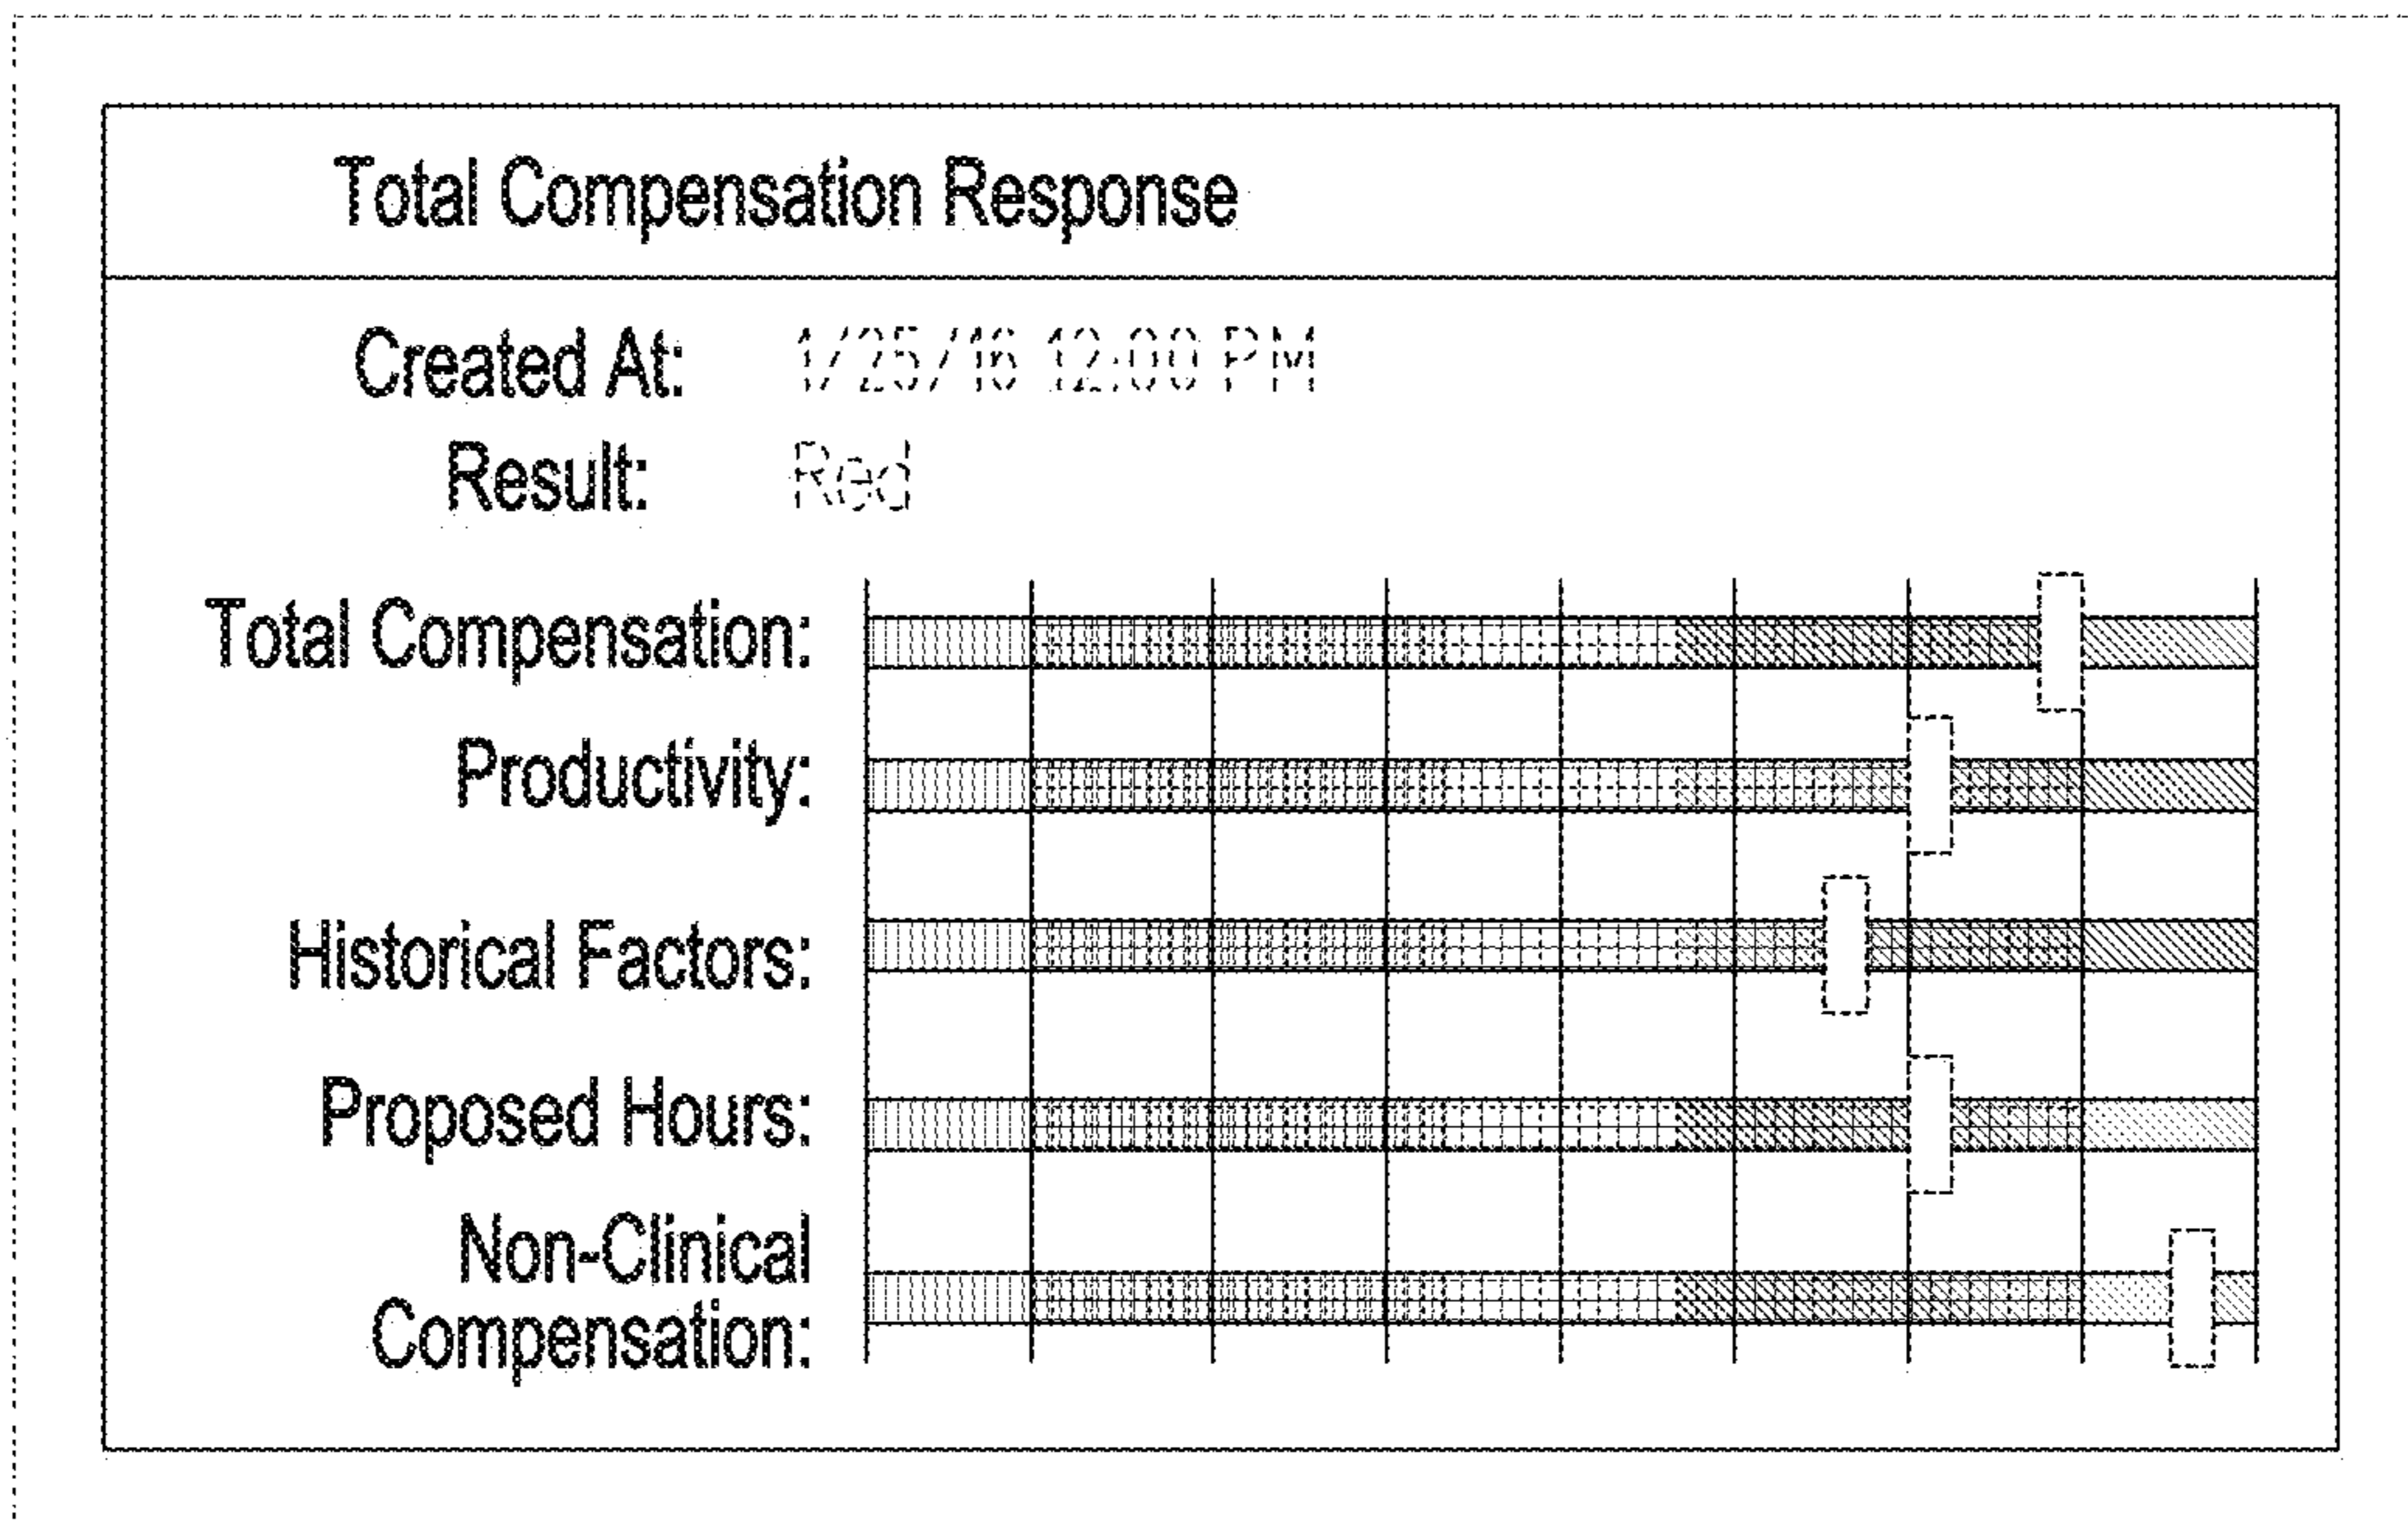 Total Compensation Response
Created At: 1/25/16 12:00 PM
Result: Red
Total Compensation:
Productivity:
Historical Factors:
Proposed Hours:
Non-Clinical
Compensation: